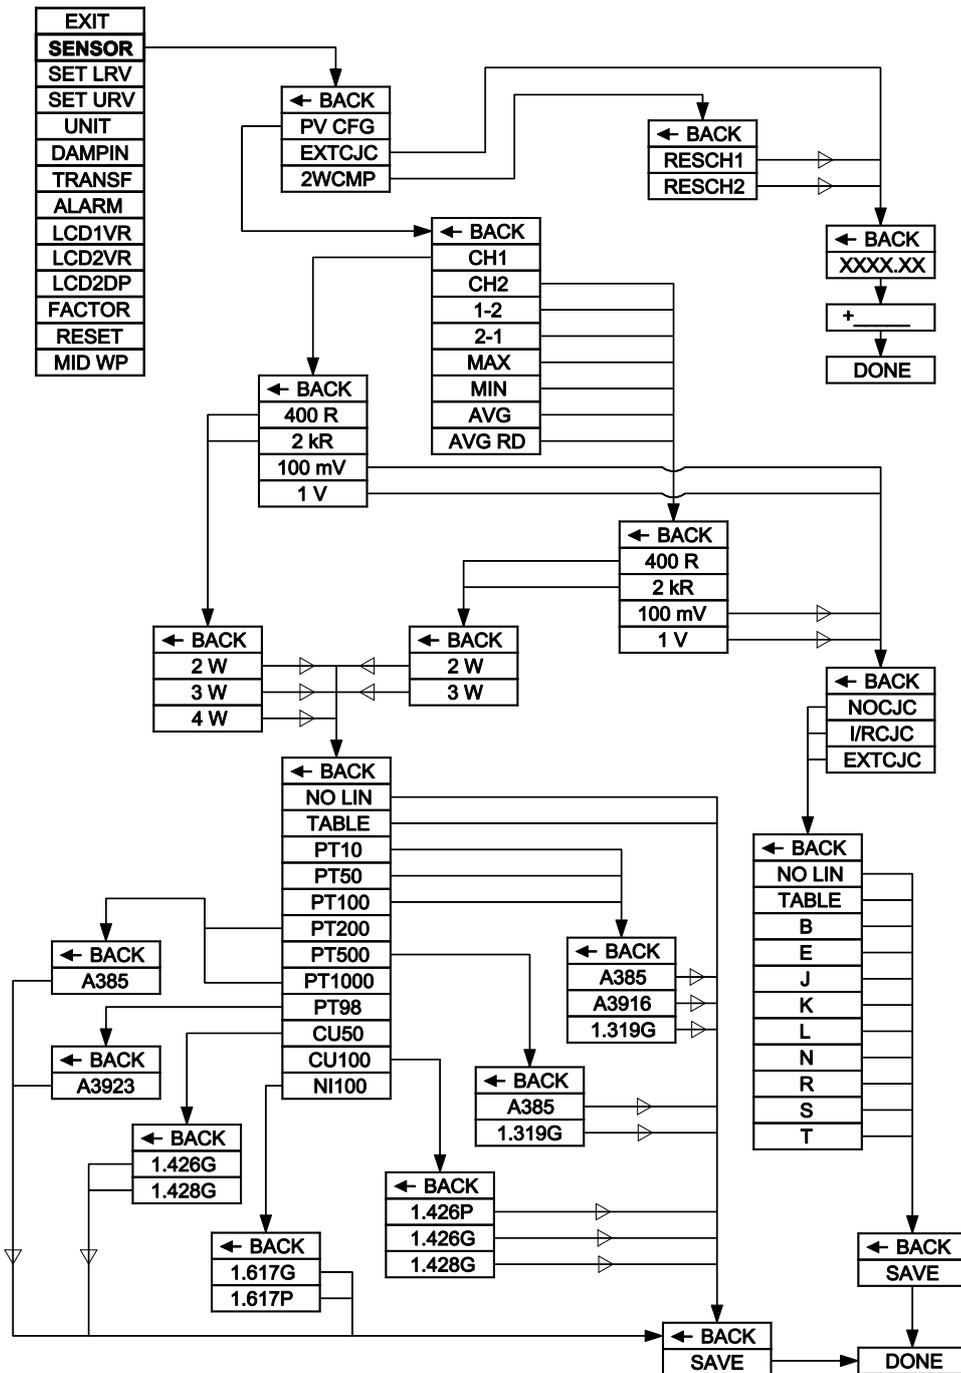 EXIT
SENSOR
SET LRV
SET URV
UNIT
DAMPIN
TRANSF
ALARM
LCD1VR
LCD2VR
LCD2DP
FACTOR
RESET
MID WP
← BACK
PV CFG
EXTCJC
2WCMP
← BACK
RESCH1
RESCH2
← BACK
XXXX.XX
+_____
DONE
← BACK
CH1
CH2
1-2
2-1
MAX
MIN
AVG
AVG RD
← BACK
400 R
2 kR
100 mV
1 V
← BACK
400 R
2 kR
100 mV
1 V
← BACK
2 W
3 W
4 W
← BACK
2 W
3 W
← BACK
NOCJC
I/RCJC
EXTCJC
← BACK
NO LIN
TABLE
PT10
PT50
PT100
PT200
PT500
PT1000
PT98
CU50
CU100
NI100
← BACK
NO LIN
TABLE
B
E
J
K
L
N
R
S
T
← BACK
A385
← BACK
A3923
← BACK
A385
A3916
1.319G
← BACK
A385
1.319G
← BACK
1.426G
1.428G
← BACK
1.426P
1.426G
1.428G
← BACK
1.617G
1.617P
← BACK
SAVE
← BACK
SAVE
DONE